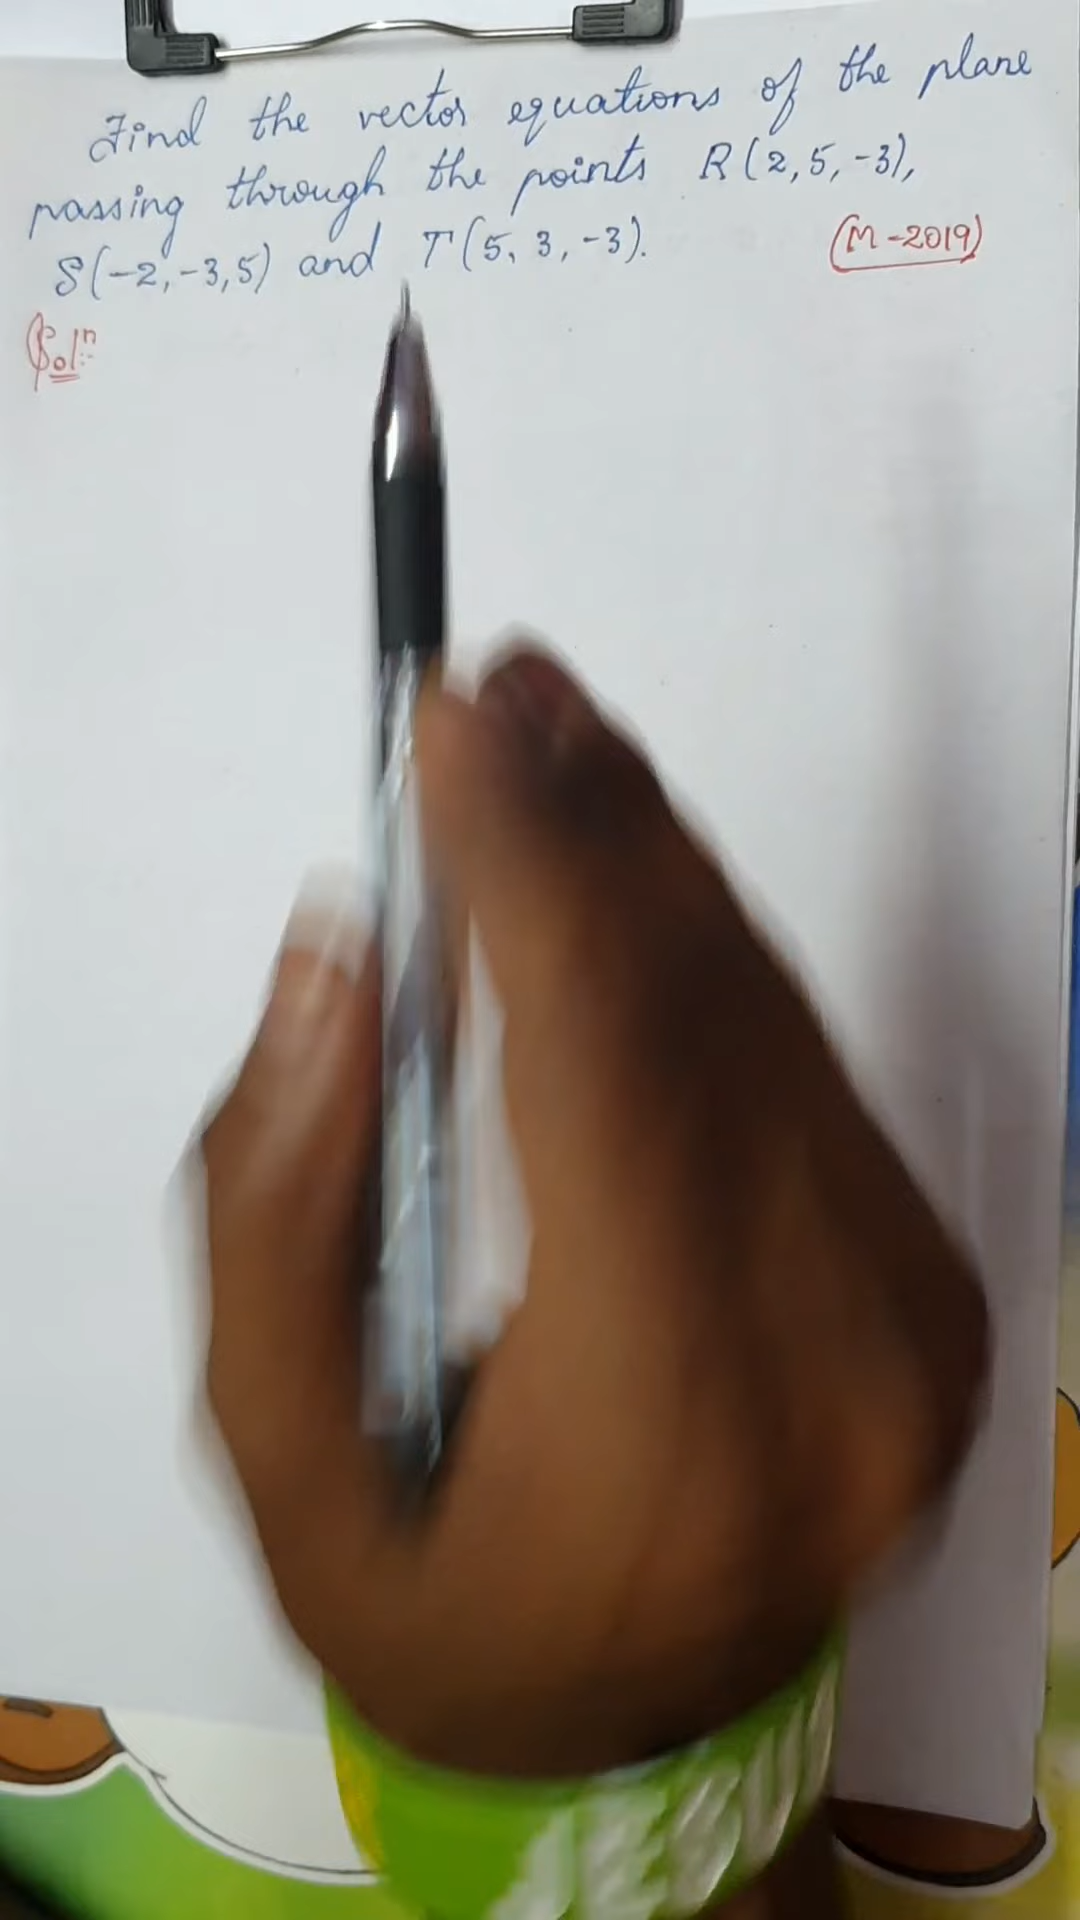 Find the vector equations of the plane
passing through the points R(2,5,-3),
S(-2,-3,5) and T(5,3,-3).
(M-2019)
Solⁿ:-